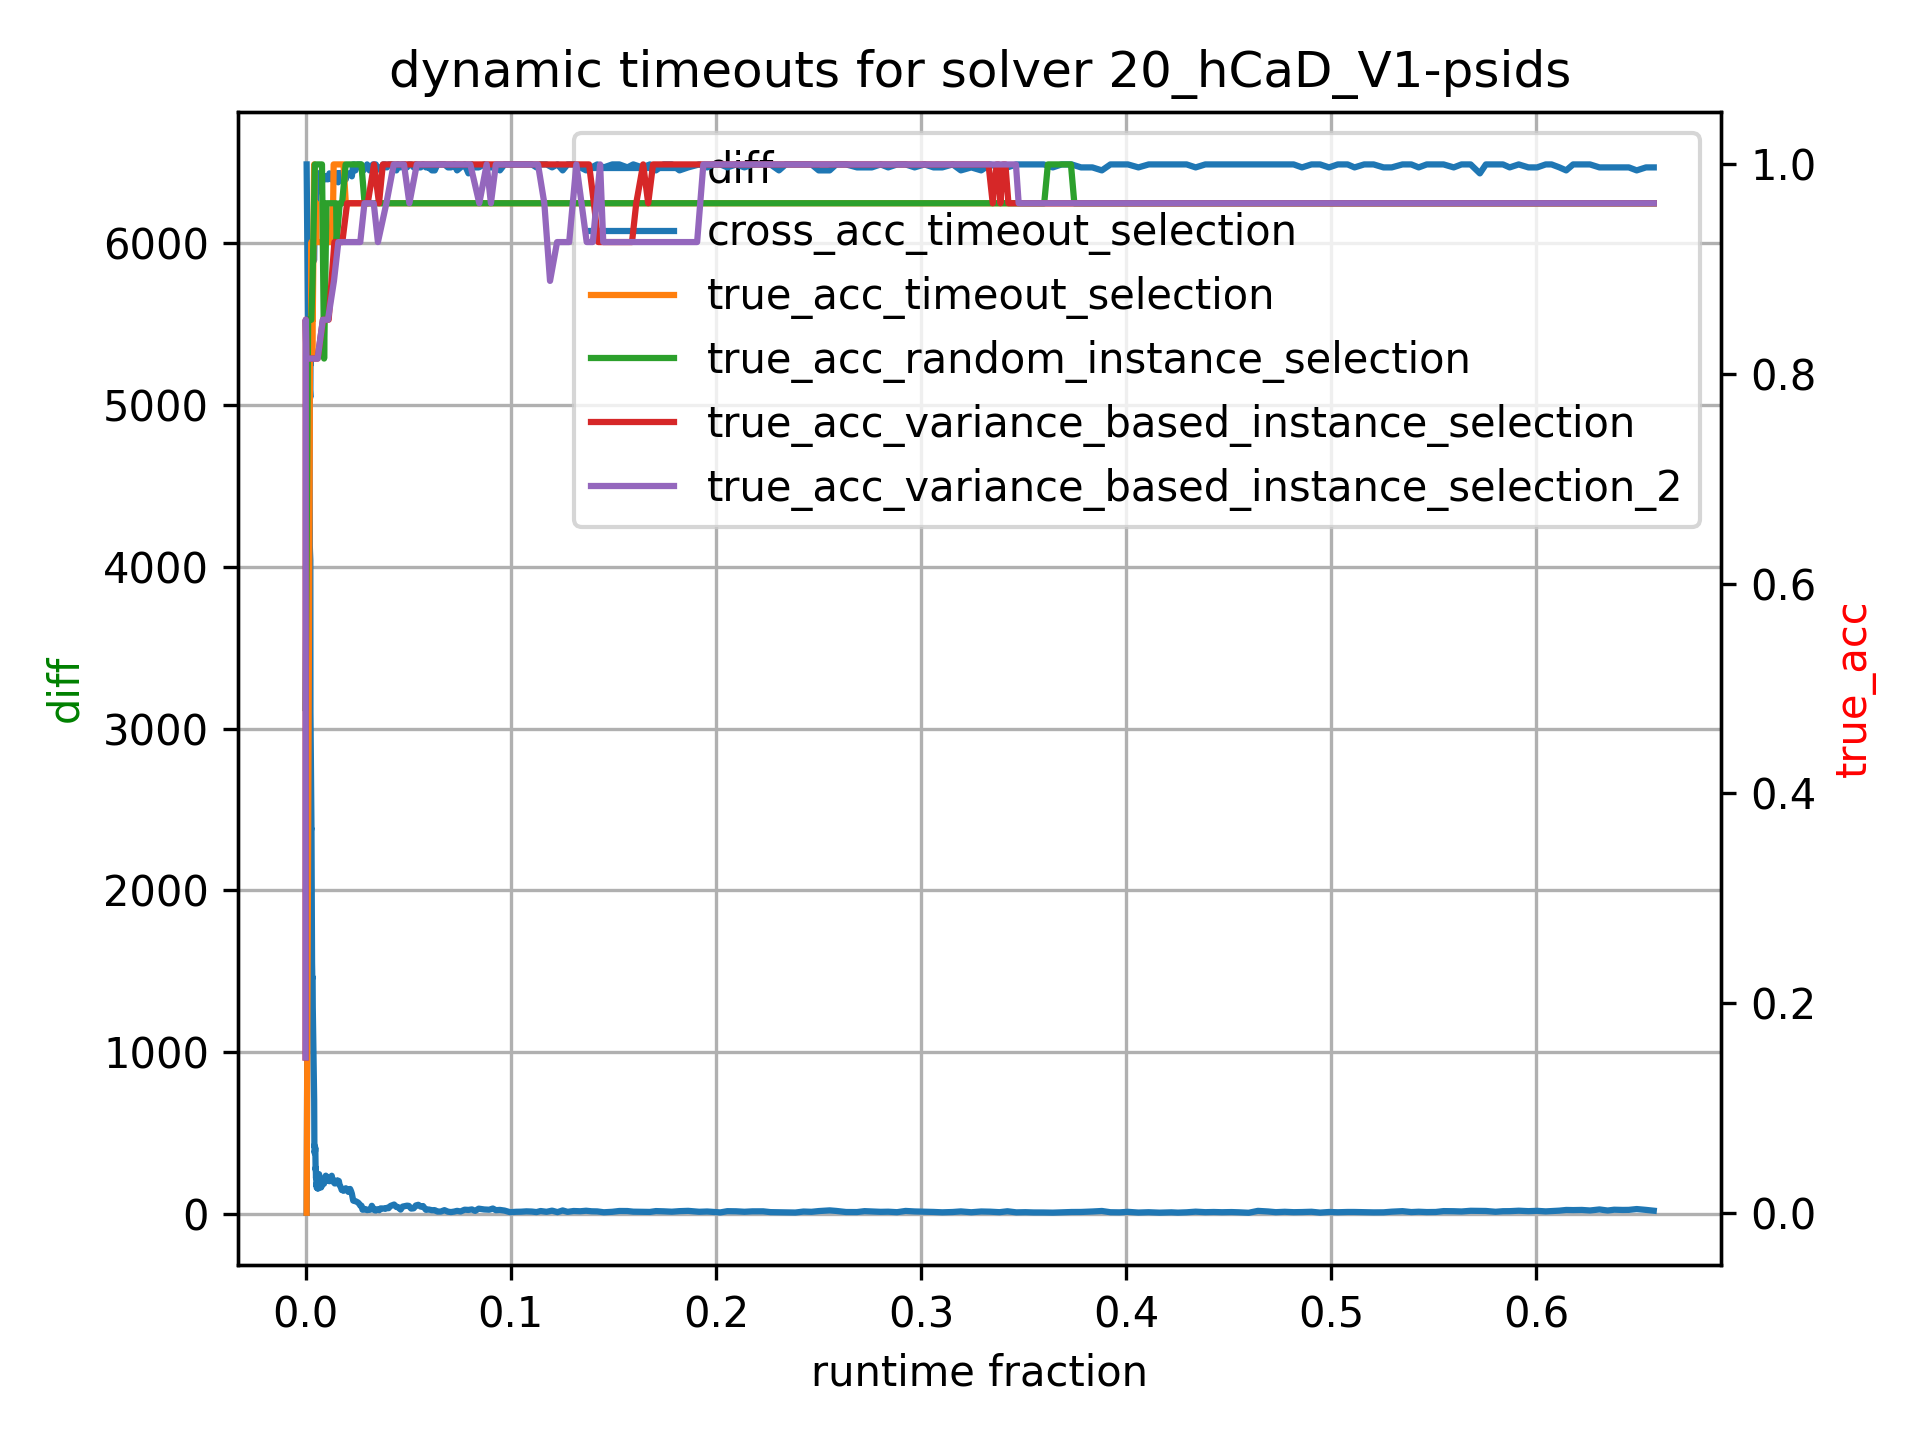 dynamic timeouts for solver 20_hCaD_V1-psids
diff
cross_acc_timeout_selection
true_acc_timeout_selection
true_acc_random_instance_selection
true_acc_variance_based_instance_selection
true_acc_variance_based_instance_selection_2
6000
5000
4000
3000
2000
1000
0
diff
1.0
0.8
0.6
0.4
0.2
0.0
true_acc
0.0 0.1 0.2 0.3 0.4 0.5 0.6
runtime fraction